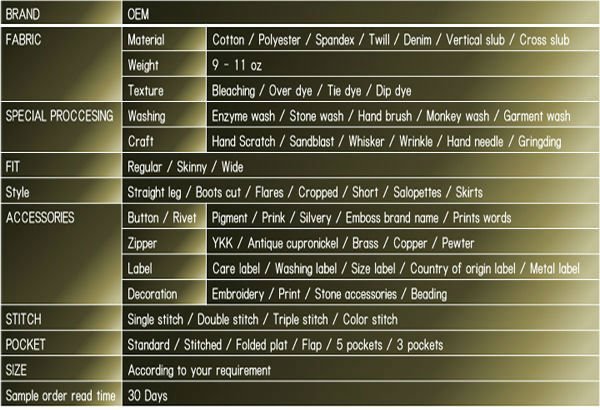 BRAND OEM
FABRIC Material Cotton / Polyester / Spandex / Twill / Denim / Vertical slub / Cross slub
Weight 9 - 11 oz
Texture Bleaching / Over dye / Tie dye / Dip dye
SPECIAL PROCCESING Washing Enzyme wash / Stone wash / Hand brush / Monkey wash / Garment wash
Craft Hand Scratch / Sandblast / Whisker / Wrinkle / Hand needle / Gringding
FIT Regular / Skinny / Wide
Style Straight leg / Boots cut / Flares / Cropped / Short / Salopettes / Skirts
ACCESSORIES Button / Rivet Pigment / Prink / Silvery / Emboss brand name / Prints words
Zipper YKK / Antique cupronickel / Brass / Copper / Pewter
Label Care label / Washing label / Size label / Country of origin label / Metal label
Decoration Emboridery / Print / Stone accessories / Beading
STITCH Single stitch / Double stitch / Triple stitch / Color stitch
POCKET Standard / Stitched / Folded plat / Flap / 5 pockets / 3 pockets
SIZE According to your requirement
Sample order read time 30 Days